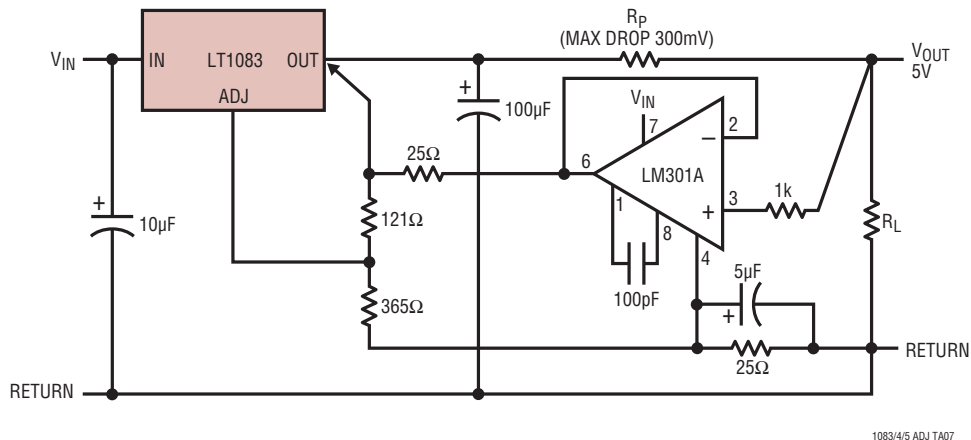 R_P
(MAX DROP 300mV)
V_IN
IN
LT1083
OUT
ADJ
V_OUT
5V
+
100µF
V_IN
7
2
–
25Ω
6
LM301A
+
10µF
121Ω
1
8
+
3
1k
R_L
4
100pF
5µF
+
365Ω
25Ω
RETURN
RETURN
1083/4/5 ADJ TA07